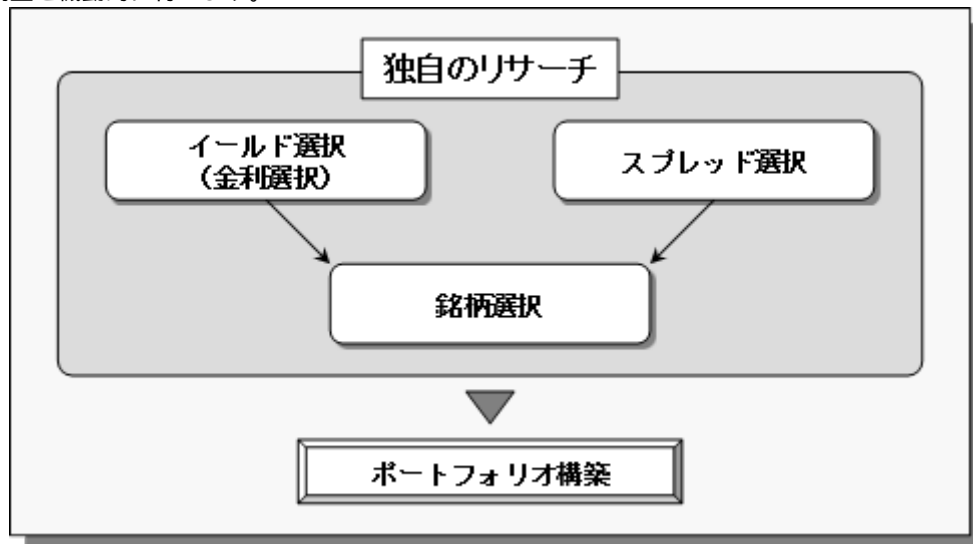 独自のリサーチ
イールド選択
（金利選択）
スプレッド選択
銘柄選択
ポートフォリオ構築